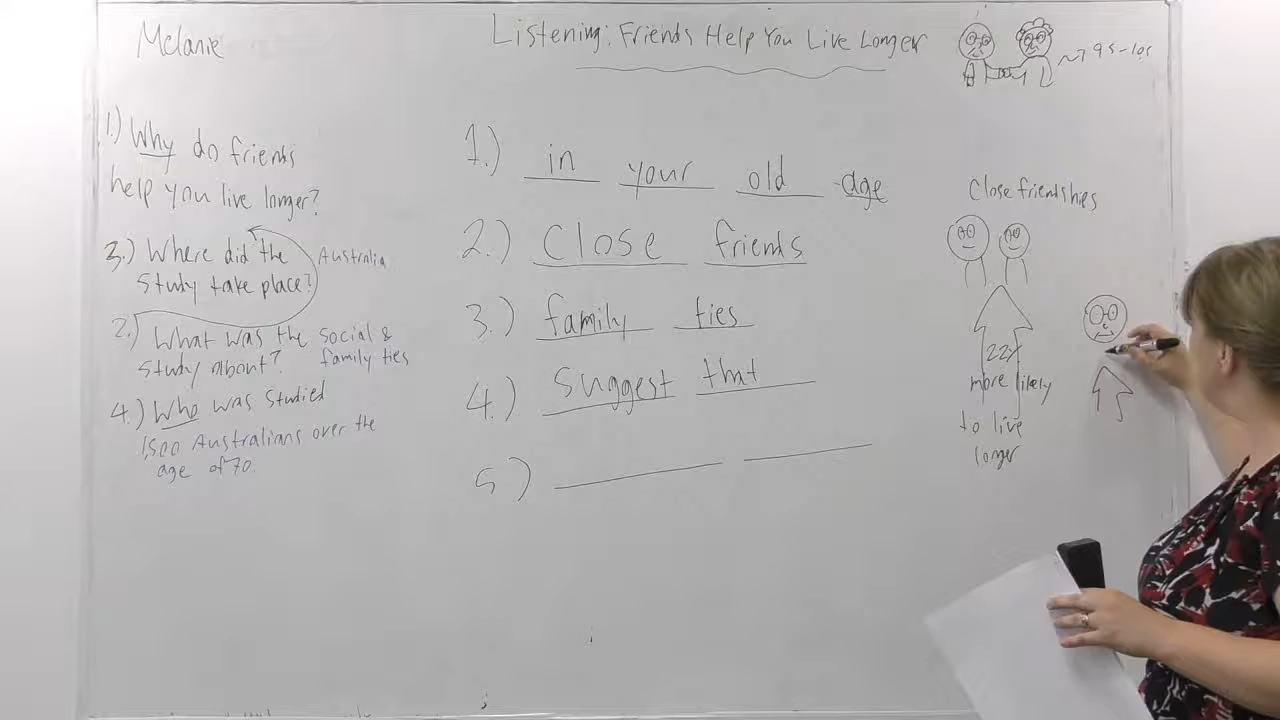 Melanie
Listening: Friends Help You Live Longer
~ 95-105
1.) Why do friends
help you live longer?
3.) Where did the
study take place?
Australia
2.) What was the
study about?
social &
family ties
4.) Who was studied
1,500 Australians over the
age of 70.
1.) in your old age
2.) Close friends
3.) family ties
4.) suggest that
5)
Close friendships
22%
more likely
to live
longer